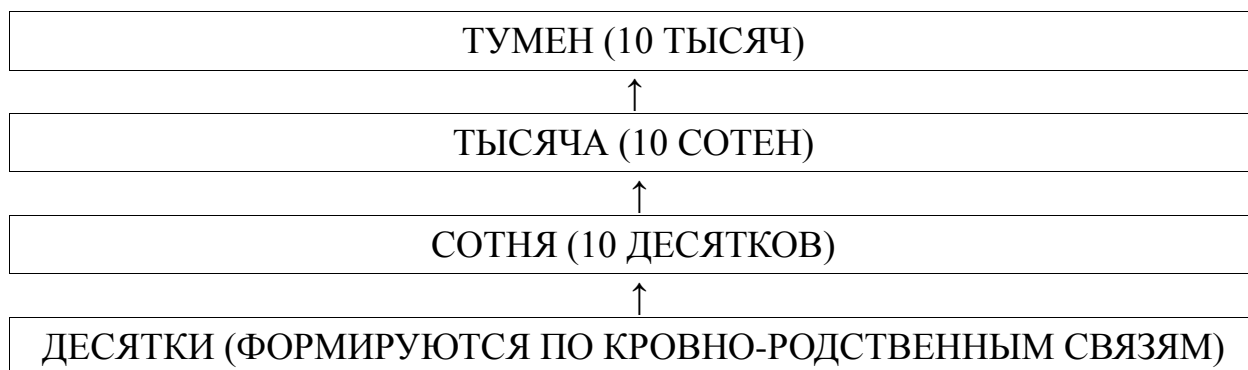 ТУМЕН (10 ТЫСЯЧ)
↑
ТЫСЯЧА (10 СОТЕН)
↑
СОТНЯ (10 ДЕСЯТКОВ)
↑
ДЕСЯТКИ (ФОРМИРУЮТСЯ ПО КРОВНО-РОДСТВЕННЫМ СВЯЗЯМ)